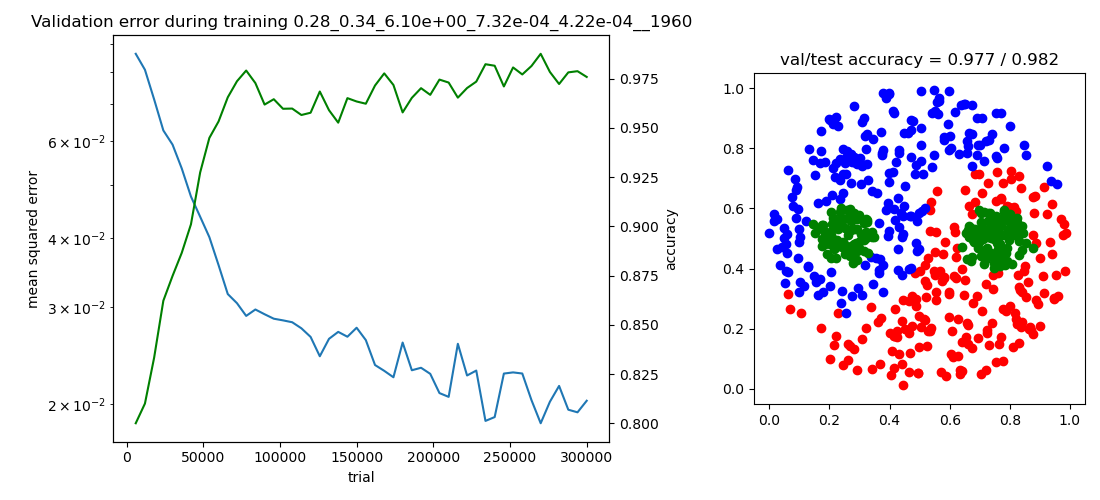 Validation error during training 0.28_0.34_6.10e+00_7.32e-04_4.22e-04__1960
mean squared error
6 × 10⁻²
4 × 10⁻²
3 × 10⁻²
2 × 10⁻²
0 50000 100000 150000 200000 250000 300000
trial
0.975
0.950
0.925
0.900
0.875
0.850
0.825
0.800
accuracy
val/test accuracy = 0.977 / 0.982
1.0
0.8
0.6
0.4
0.2
0.0
0.0 0.2 0.4 0.6 0.8 1.0